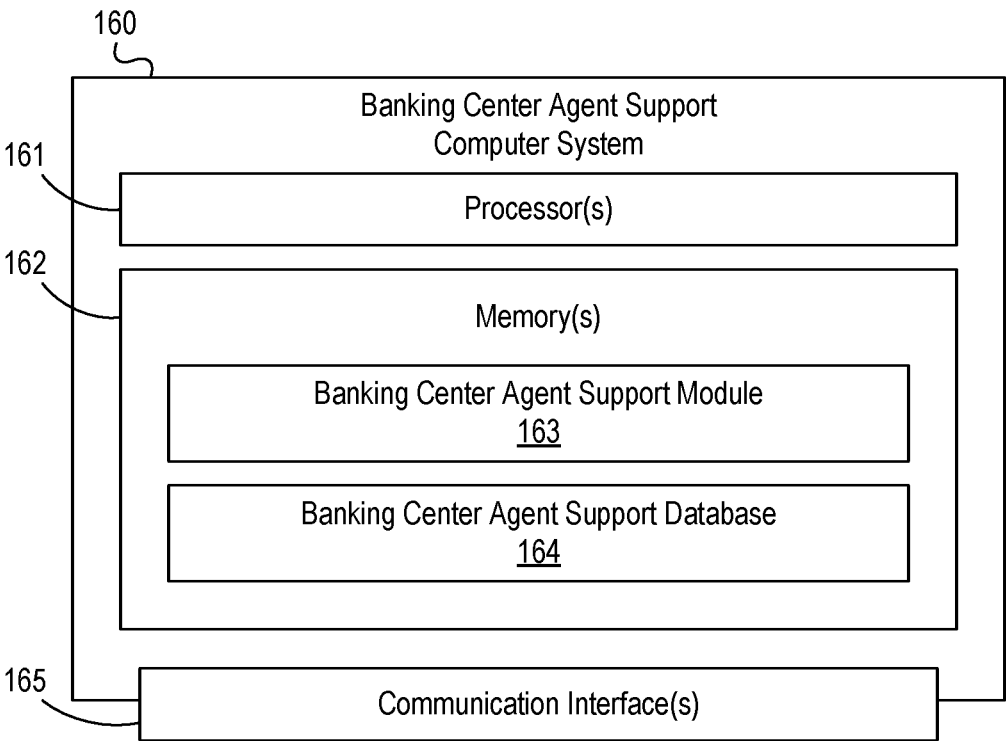 160
Banking Center Agent Support
Computer System
161
Processor(s)
162
Memory(s)
Banking Center Agent Support Module
163
Banking Center Agent Support Database
164
165
Communication Interface(s)